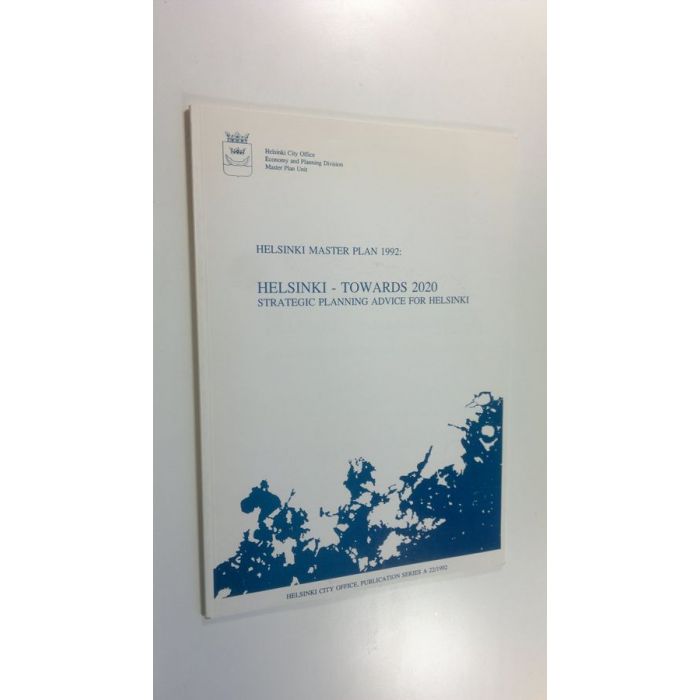 Helsinki City Office
Economy and Planning Division
Master Plan Unit
HELSINKI MASTER PLAN 1992:
HELSINKI - TOWARDS 2020
STRATEGIC PLANNING ADVICE FOR HELSINKI
HELSINKI CITY OFFICE, PUBLICATION SERIES A 22/1992